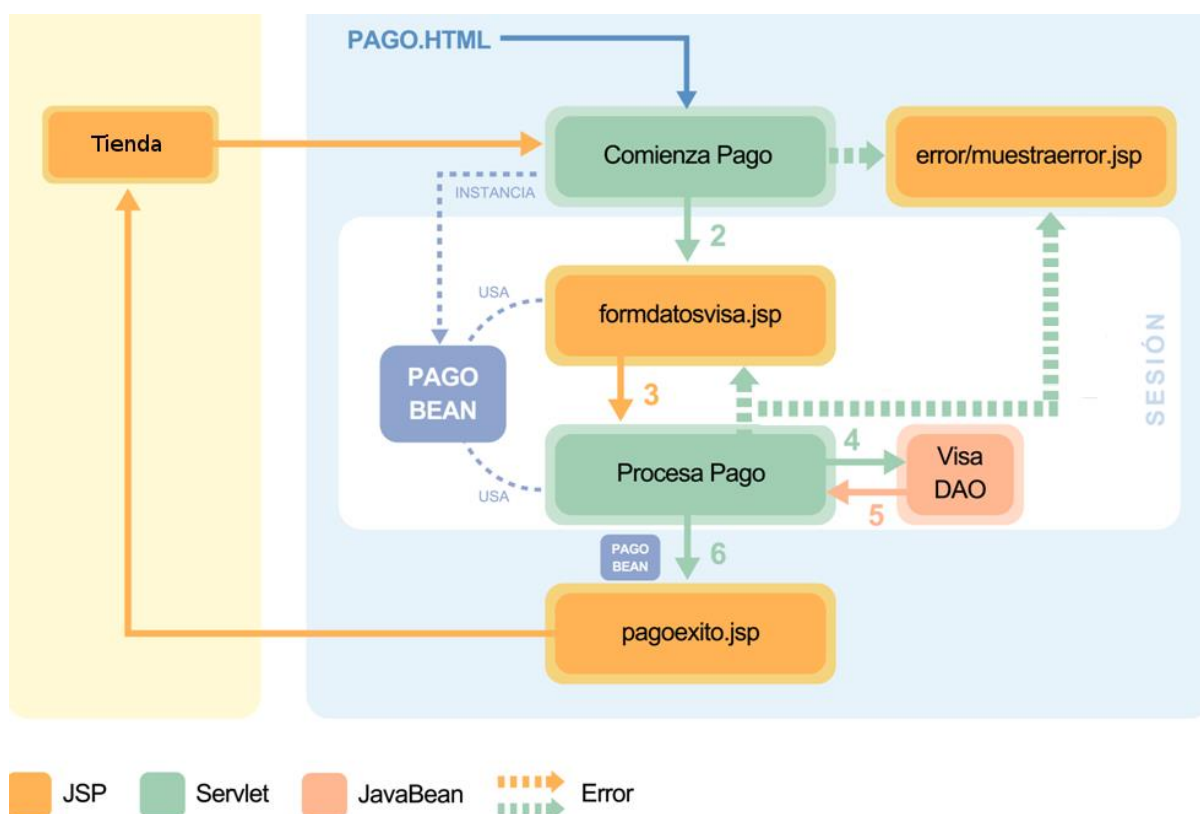 PAGO.HTML
Tienda
Comienza Pago
error/muestraerror.jsp
INSTANCIA
2
USA
formdatosvisa.jsp
PAGO
BEAN
3
SESIÓN
USA
Procesa Pago
4
Visa
DAO
5
PAGO
BEAN
6
pagoexito.jsp
JSP
Servlet
JavaBean
Error